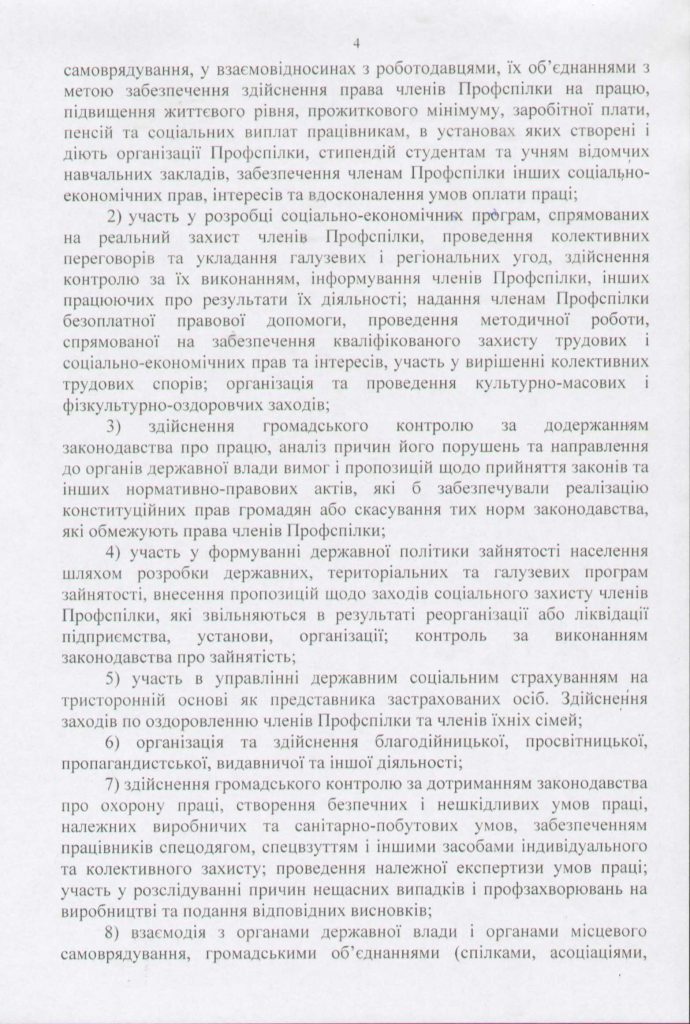 4
самоврядування, у взаємовідносинах з роботодавцями, їх об’єднаннями з
метою забезпечення здійснення права членів Профспілки на працю,
підвищення життєвого рівня, прожиткового мінімуму, заробітної плати,
пенсій та соціальних виплат працівникам, в установах яких створені і
діють організації Профспілки, стипендій студентам та учням відомчих
навчальних закладів, забезпечення членам Профспілки інших соціально-
економічних прав, інтересів та вдосконалення умов оплати праці;
2) участь у розробці соціально-економічних програм, спрямованих
на реальний захист членів Профспілки, проведення колективних
переговорів та укладання галузевих і регіональних угод, здійснення
контролю за їх виконанням, інформування членів Профспілки, інших
працюючих про результати їх діяльності; надання членам Профспілки
безоплатної правової допомоги, проведення методичної роботи,
спрямованої на забезпечення кваліфікованого захисту трудових і
соціально-економічних прав та інтересів, участь у вирішенні колективних
трудових спорів; організація та проведення культурно-масових і
фізкультурно-оздоровчих заходів;
3) здійснення громадського контролю за додержанням
законодавства про працю, аналіз причин його порушень та направлення
до органів державної влади вимог і пропозицій щодо прийняття законів та
інших нормативно-правових актів, які б забезпечували реалізацію
конституційних прав громадян або скасування тих норм законодавства,
які обмежують права членів Профспілки;
4) участь у формуванні державної політики зайнятості населення
шляхом розробки державних, територіальних та галузевих програм
зайнятості, внесення пропозицій щодо заходів соціального захисту членів
Профспілки, які звільняються в результаті реорганізації або ліквідації
підприємства, установи, організації; контроль за виконанням
законодавства про зайнятість;
5) участь в управлінні державним соціальним страхуванням на
тристоронній основі як представника застрахованих осіб. Здійснення
заходів по оздоровленню членів Профспілки та членів їхніх сімей;
6) організація та здійснення благодійницької, просвітницької,
пропагандистської, видавничої та іншої діяльності;
7) здійснення громадського контролю за дотриманням законодавства
про охорону праці, створення безпечних і нешкідливих умов праці,
належних виробничих та санітарно-побутових умов, забезпеченням
працівників спецодягом, спецвзуттям і іншими засобами індивідуального
та колективного захисту; проведення належної експертизи умов праці;
участь у розслідуванні причин нещасних випадків і профзахворювань на
виробництві та подання відповідних висновків;
8) взаємодія з органами державної влади і органами місцевого
самоврядування, громадськими об’єднаннями (спілками, асоціаціями,